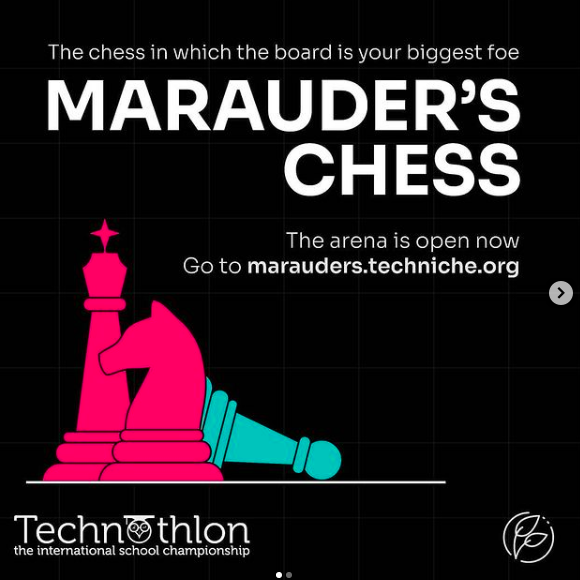 The chess in which the board is your biggest foe
MARAUDER'S
CHESS
The arena is open now
Go to marauders.techniche.org
Technothlon
the international school championship